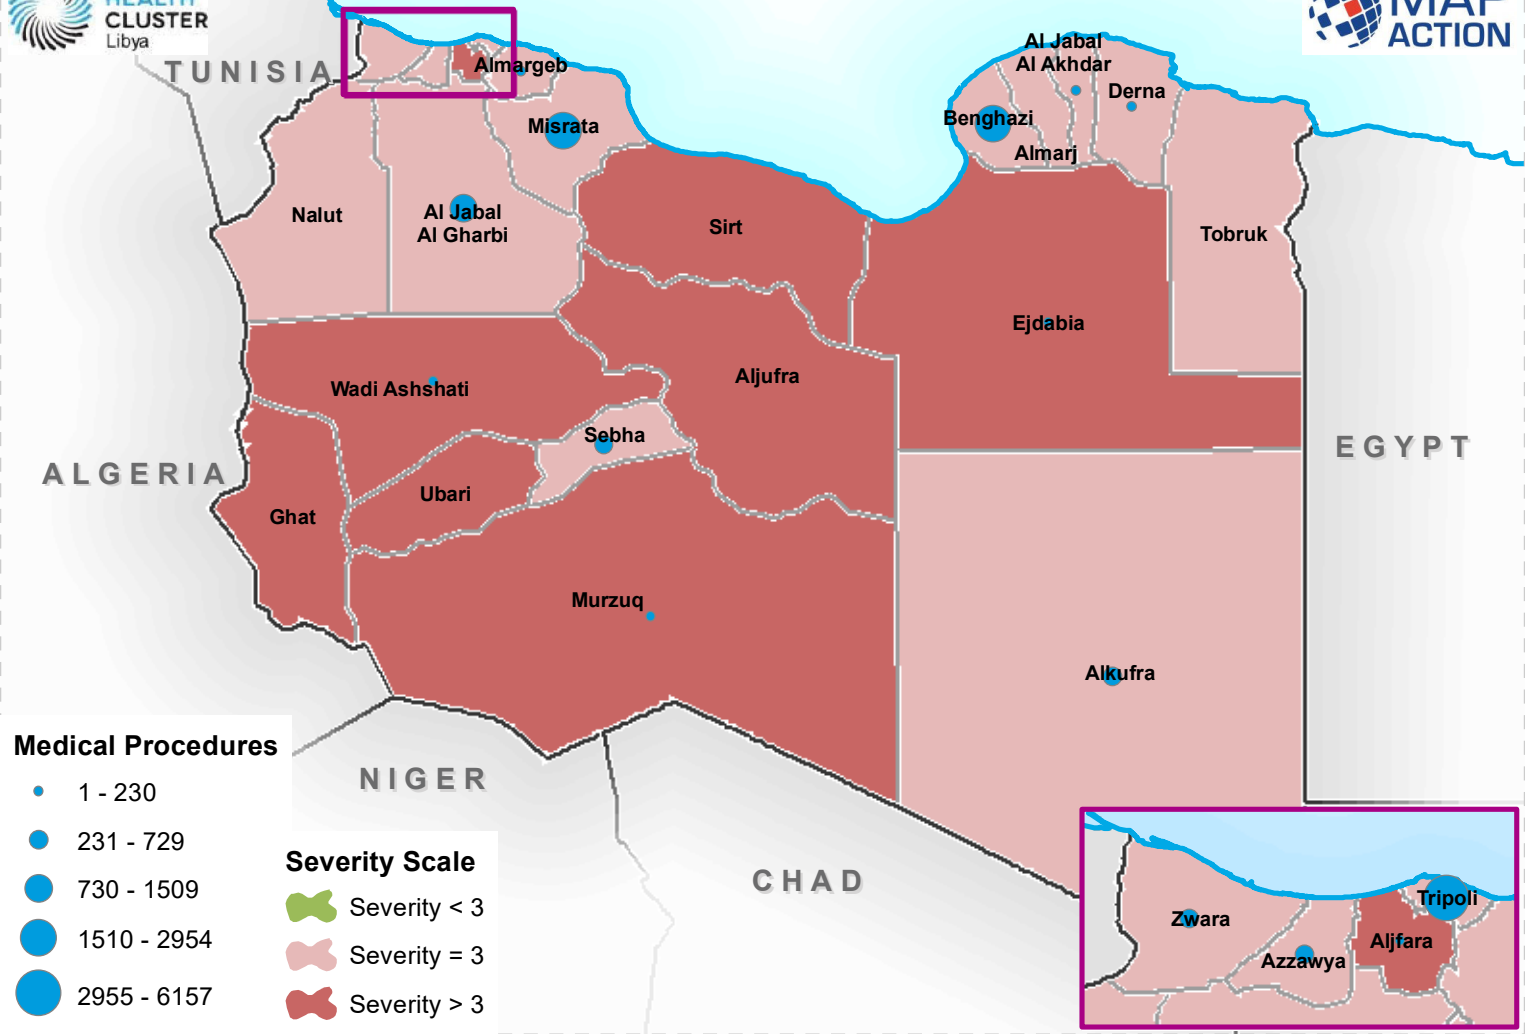 HEALTH
CLUSTER
Libya
MAP
ACTION
TUNISIA
Almargeb
Misrata
Al Jabal
Al Akhdar
Derna
Benghazi
Almarj
Nalut
Al Jabal
Al Gharbi
Sirt
Tobruk
Ejdabia
Wadi Ashshati
Aljufra
Sebha
EGYPT
ALGERIA
Ubari
Ghat
Murzuq
Alkufra
NIGER
CHAD
Medical Procedures
1 - 230
231 - 729
730 - 1509
1510 - 2954
2955 - 6157
Severity Scale
Severity < 3
Severity = 3
Severity > 3
Tripoli
Zwara
Aljfara
Azzawya